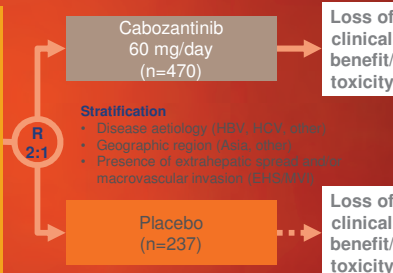 Cabozantinib
60 mg/day
(n=470)
Loss of
clinical
benefit/
toxicity
Stratification
• Disease aetiology (HBV, HCV, other)
• Geographic region (Asia, other)
• Presence of extrahepatic spread and/or
macrovascular invasion (EHS/MVI)
R
2:1
Placebo
(n=237)
Loss of
clinical
benefit/
toxicity